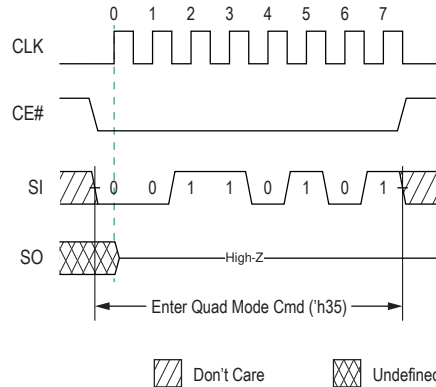 0 1 2 3 4 5 6 7
CLK
CE#
SI 0 0 1 1 0 1 0 1
SO High-Z
Enter Quad Mode Cmd ('h35)
Don't Care Undefined